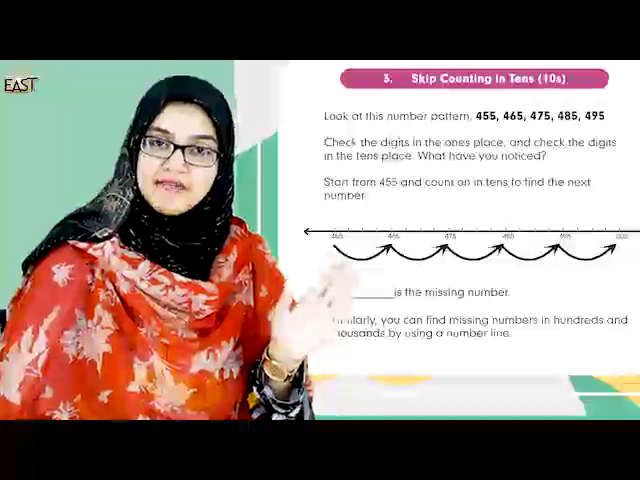 EAST
3. Skip Counting in Tens (10s)
Look at this number pattern, 455, 465, 475, 485, 495
Check the digits in the ones place, and check the digits
in the tens place. What have you noticed?
Start from 455 and count on in tens to find the next
number.
455 465 475 485 495
is the missing number.
you can find missing numbers in hundreds and
by using a number line.